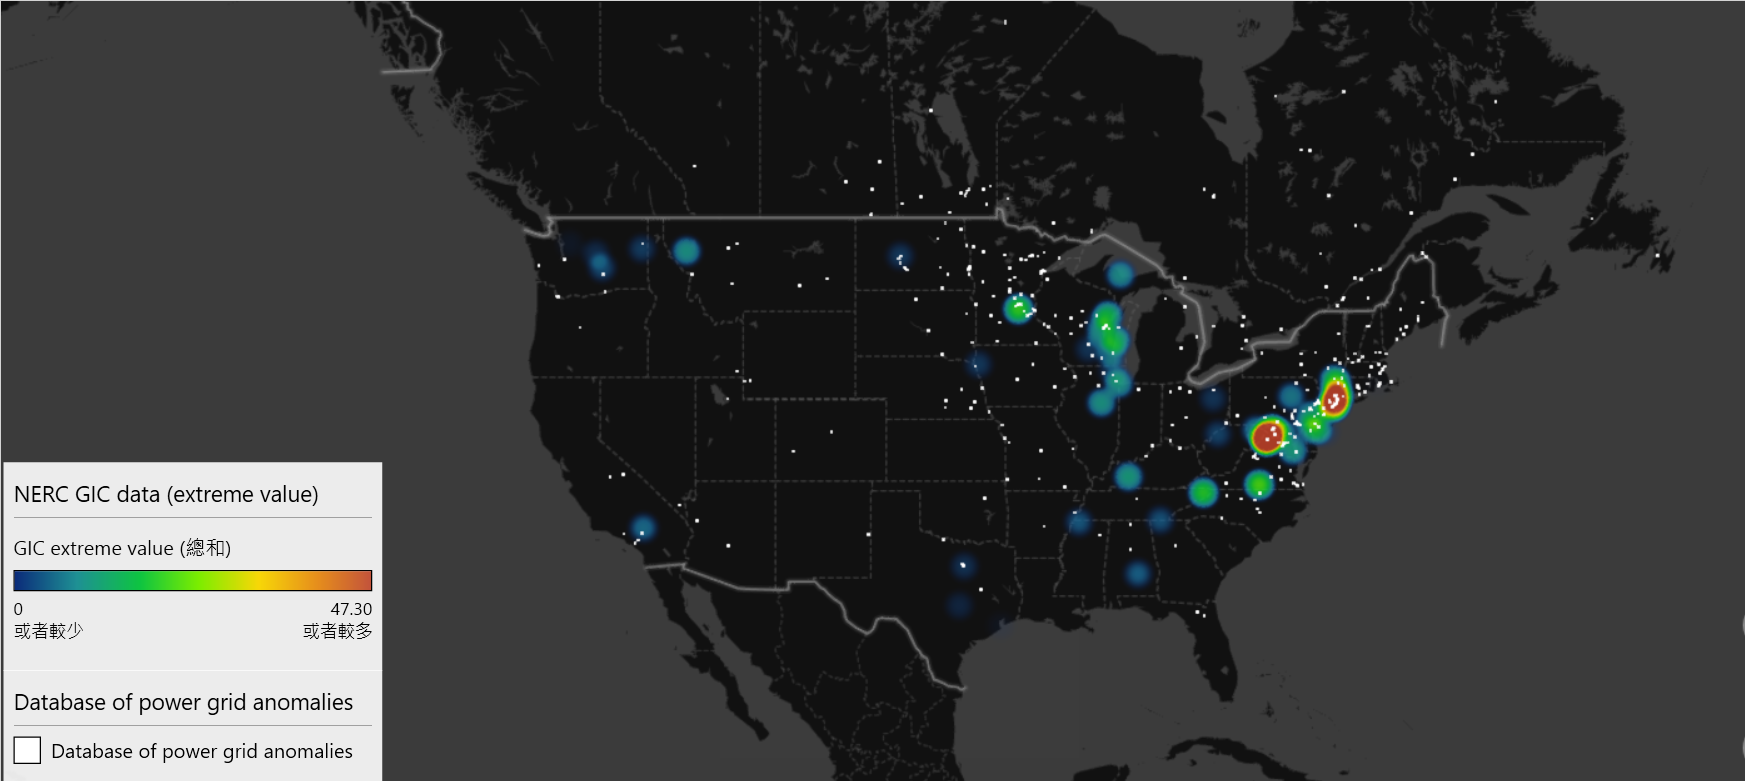 NERC GIC data (extreme value)
GIC extreme value (總和)
0 47.30
或者較少 或者較多
Database of power grid anomalies
Database of power grid anomalies